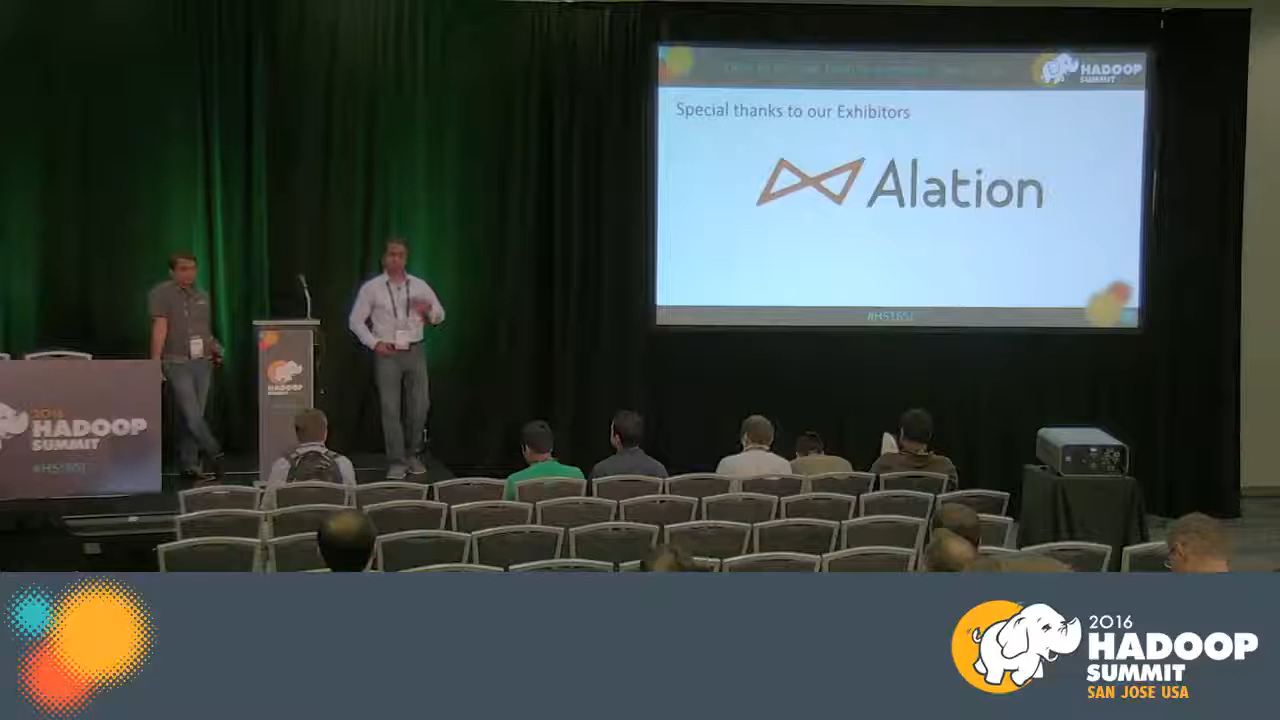 HADOOP
SUMMIT
Special thanks to our Exhibitors
Alation
#HS16SJ
HADOOP
SUMMIT
2016
HADOOP
SUMMIT
#HS16SJ
2016
HADOOP
SUMMIT
SAN JOSE USA